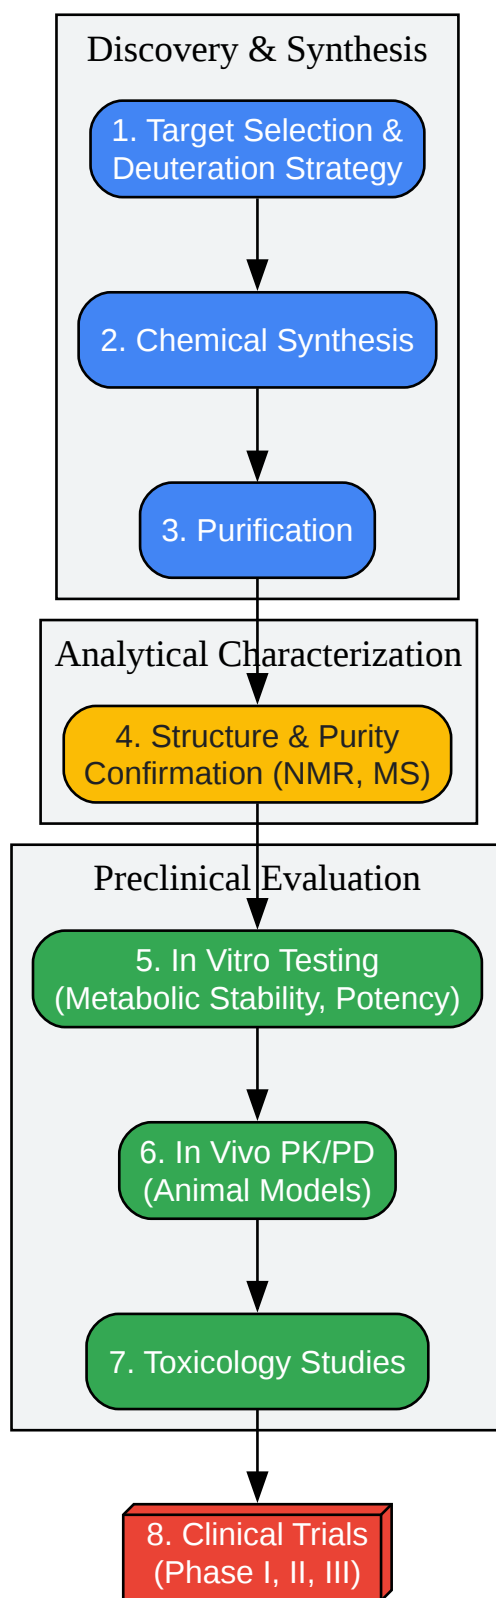 Discovery & Synthesis
1. Target Selection &
Deuteration Strategy
2. Chemical Synthesis
3. Purification
Analytical Characterization
4. Structure & Purity
Confirmation (NMR, MS)
Preclinical Evaluation
5. In Vitro Testing
(Metabolic Stability, Potency)
6. In Vivo PK/PD
(Animal Models)
7. Toxicology Studies
8. Clinical Trials
(Phase I, II, III)